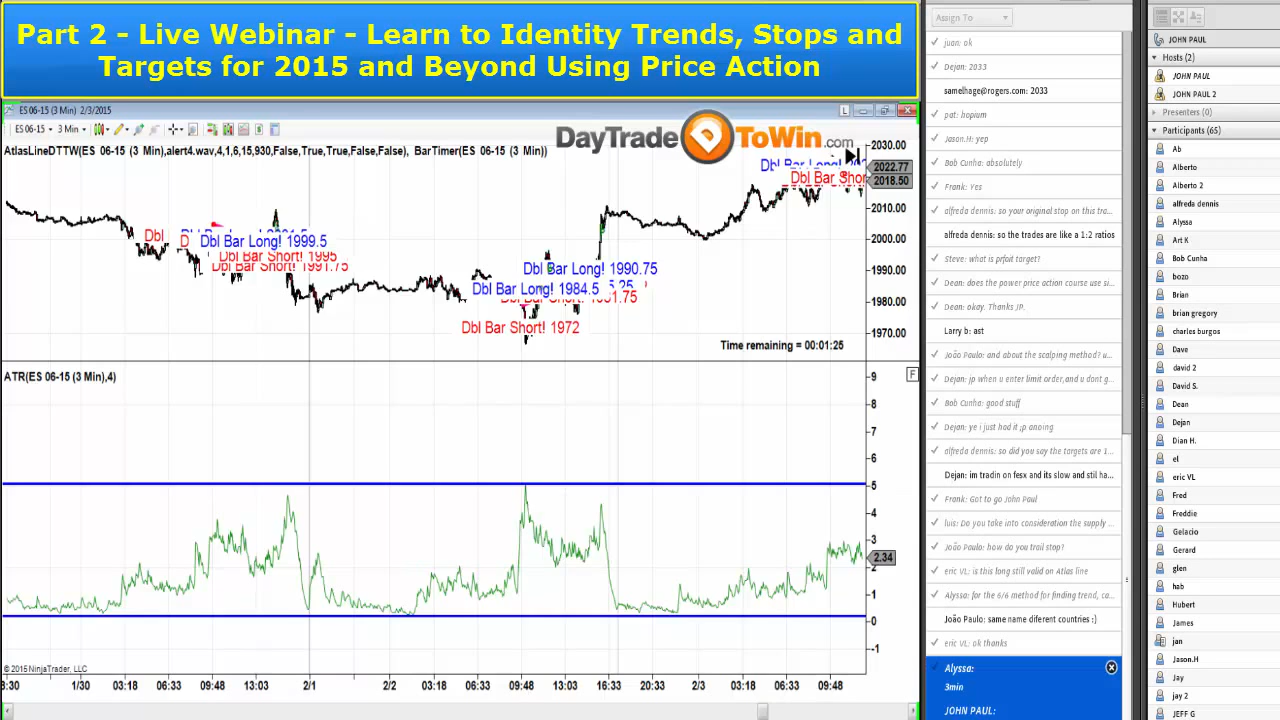 Part 2 - Live Webinar - Learn to Identity Trends, Stops and
Targets for 2015 and Beyond Using Price Action
ES 06-15 (3 Min) 2/3/2015
ES 06-15
3 Min
L
DayTradeToWin.com
AtlasLineDTTW(ES 06-15 (3 Min),alert4.wav,4,15,15,930,False,True,True,False,False), BarTimer(ES 06-15 (3 Min))
Dbl Bar Long!
Dbl Bar Shor
Dbl
D
Dbl Bar Long! 1999.5
Dbl Bar Short! 1995
Dbl Bar Short! 1991.75
Dbl Bar Long! 1990.75
Dbl Bar Long! 1984.5
Dbl Bar Short! 1972
Time remaining = 00:01:25
2030.00
2022.77
2018.50
2010.00
2000.00
1990.00
1980.00
1970.00
ATR(ES 06-15 (3 Min),4)
F
9
8
7
6
5
4
3
2.34
2
1
0
-1
© 2015 NinjaTrader, LLC
3:30 1/30 03:18 06:33 09:48 13:03 2/1 2/2 03:18 06:33 09:48 13:03 16:33 20:33 2/3 03:18 06:33 09:48
Assign To
juan: ok
Dejan: 2033
samelhage@rogers.com: 2033
pat: hopium
Jason.H: yep
Bob Cunha: absolutely
Frank: Yes
alfreda dennis: so your original stop on this tra...
alfreda dennis: so the trades are like a 1:2 ratios
Steve: what is prfoit target?
Dean: does the power price action course use si...
Dean: okay. Thanks JP.
Larry b: ast
João Paulo: and about the scalping method? u...
Dejan: jp when u enter limit order,and u dont g...
Bob Cunha: good stuff
Dejan: ye i just had it ;p anoing
alfreda dennis: so did you say the targets are 1...
Dejan: im tradin on fesx and its slow and stil ha...
Frank: Got to go John Paul
luis: Do you take into consideration the supply ...
João Paulo: how do you trail stop?
eric VL: is this long still valid on Atlas line
Alyssa: for the 6/6 method for finding trend, co...
João Paulo: same name diferent countries :)
eric VL: ok thanks
Alyssa:
3min
JOHN PAUL:
JOHN PAUL
Hosts (2)
JOHN PAUL
JOHN PAUL 2
Presenters (0)
Participants (65)
Ab
Alberto
Alberto 2
alfreda dennis
Alyssa
Art K
Bob Cunha
bozo
Brian
brian gregory
charles burgos
Dave
david 2
David S.
Dean
Dejan
Dian H.
el
eric VL
Fred
Freddie
Gelacio
Gerard
glen
hab
Hubert
James
jan
Jason.H
Jay
jay 2
JEFF G